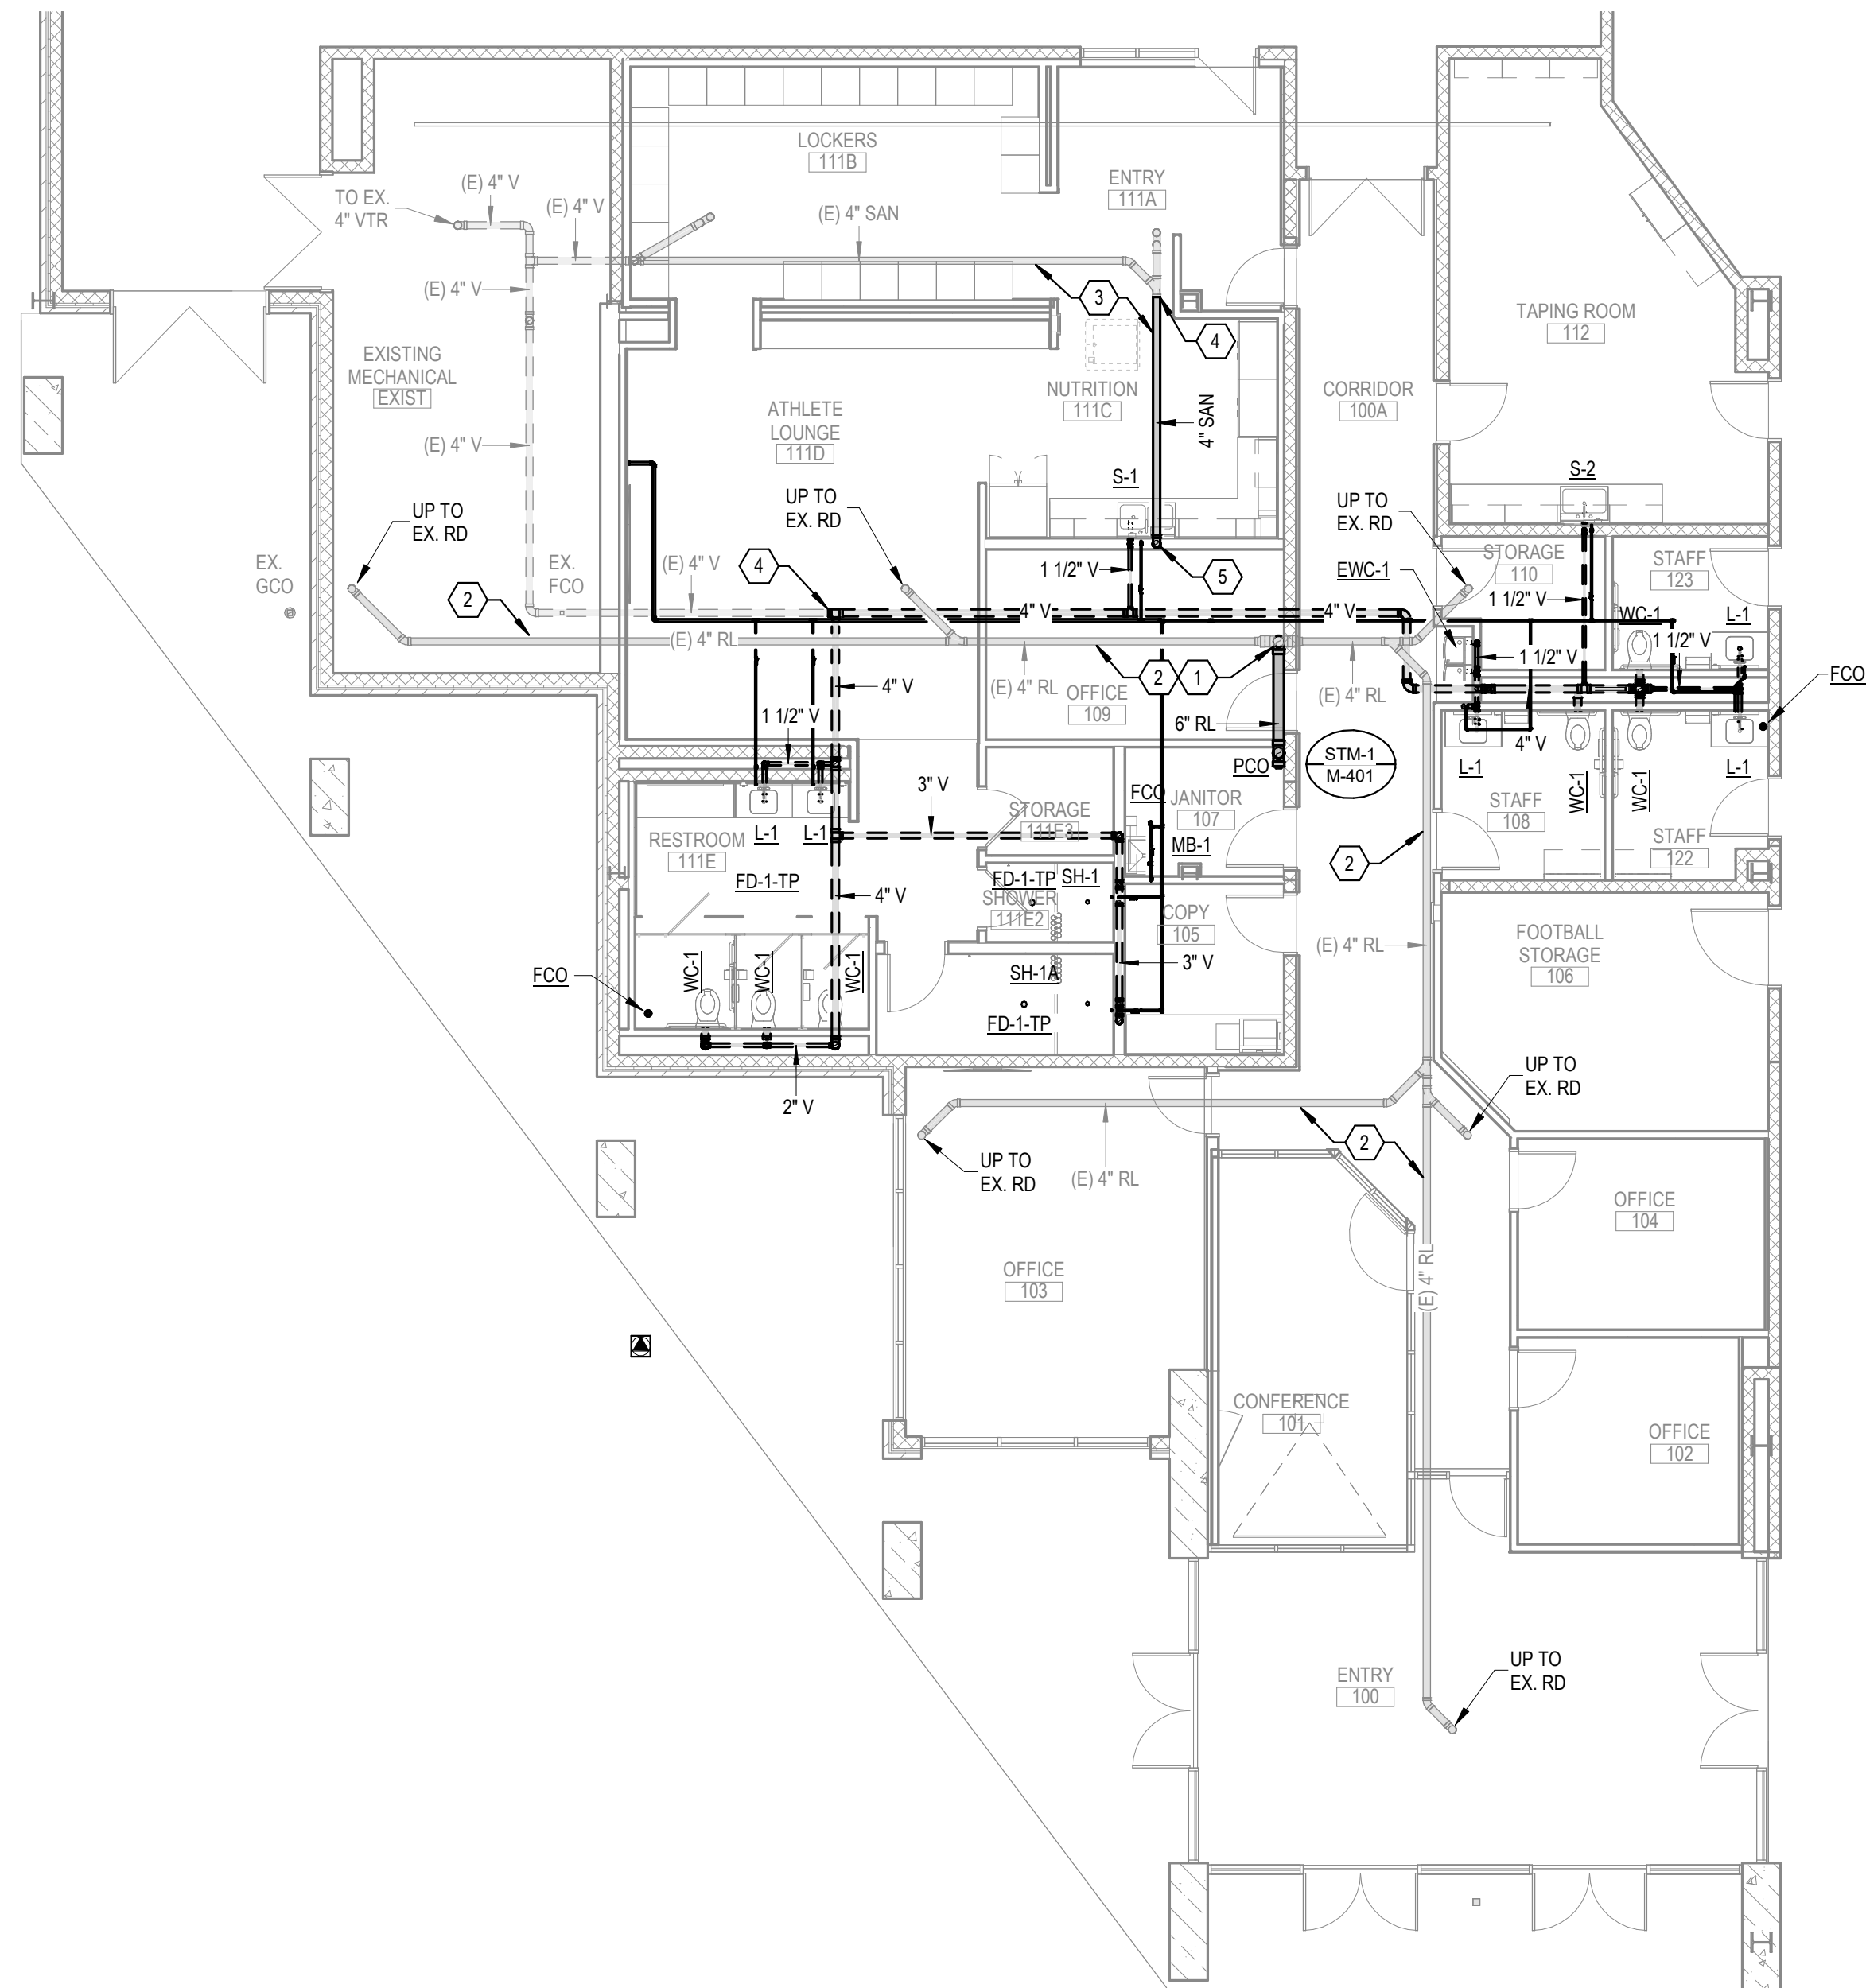 LOCKERS
111B
ENTRY
111A
(E) 4" V
TO EX.
4" VTR
(E) 4" V
(E) 4" SAN
(E) 4" V
3
4
TAPING ROOM
112
EXISTING
MECHANICAL
EXIST
NUTRITION
111C
CORRIDOR
100A
ATHLETE
LOUNGE
111D
4" SAN
(E) 4" V
S-1
S-2
UP TO
EX. RD
UP TO
EX. RD
UP TO
EX. RD
EX.
GCO
EX.
FCO
(E) 4" V
4
1 1/2" V
5
EWC-1
STORAGE
110
STAFF
123
1 1/2" V
2
4" V
4" V
WC-1
L-1
(E) 4" RL
1 1/2" V
1 1/2" V
(E) 4" RL
2
1
(E) 4" RL
4" V
OFFICE
109
FCO
1 1/2" V
6" RL
4" V
STM-1
M-401
PCO
L-1
WC-1
WC-1
L-1
3" V
FCO
JANITOR
107
STORAGE
111E3
STAFF
108
STAFF
122
RESTROOM
111E
L-1
L-1
MB-1
2
FD-1-TP
FD-1-TP
SH-1
4" V
SHOWER
111E2
COPY
105
FOOTBALL
STORAGE
106
(E) 4" RL
FCO
WC-1
WC-1
WC-1
SH-1A
3" V
FD-1-TP
UP TO
EX. RD
2" V
2
UP TO
EX. RD
(E) 4" RL
OFFICE
104
(E) 4" RL
OFFICE
103
CONFERENCE
101
OFFICE
102
ENTRY
100
UP TO
EX. RD